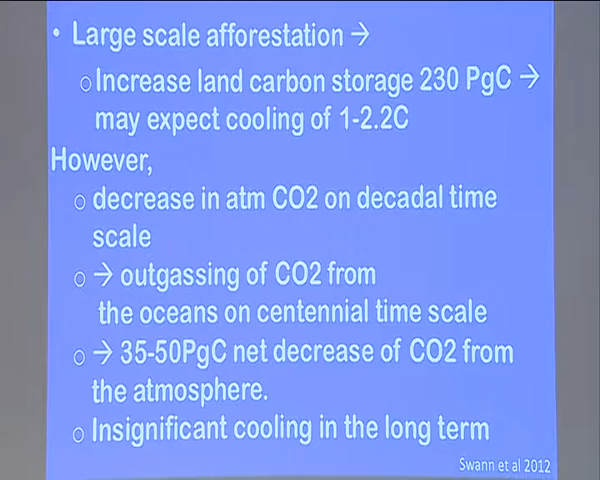 • Large scale afforestation →
○Increase land carbon storage 230 PgC →
may expect cooling of 1-2.2C
However,
○ decrease in atm CO2 on decadal time
scale
○ → outgassing of CO2 from
the oceans on centennial time scale
○ → 35-50PgC net decrease of CO2 from
the atmosphere.
○ Insignificant cooling in the long term
Swann et al 2012